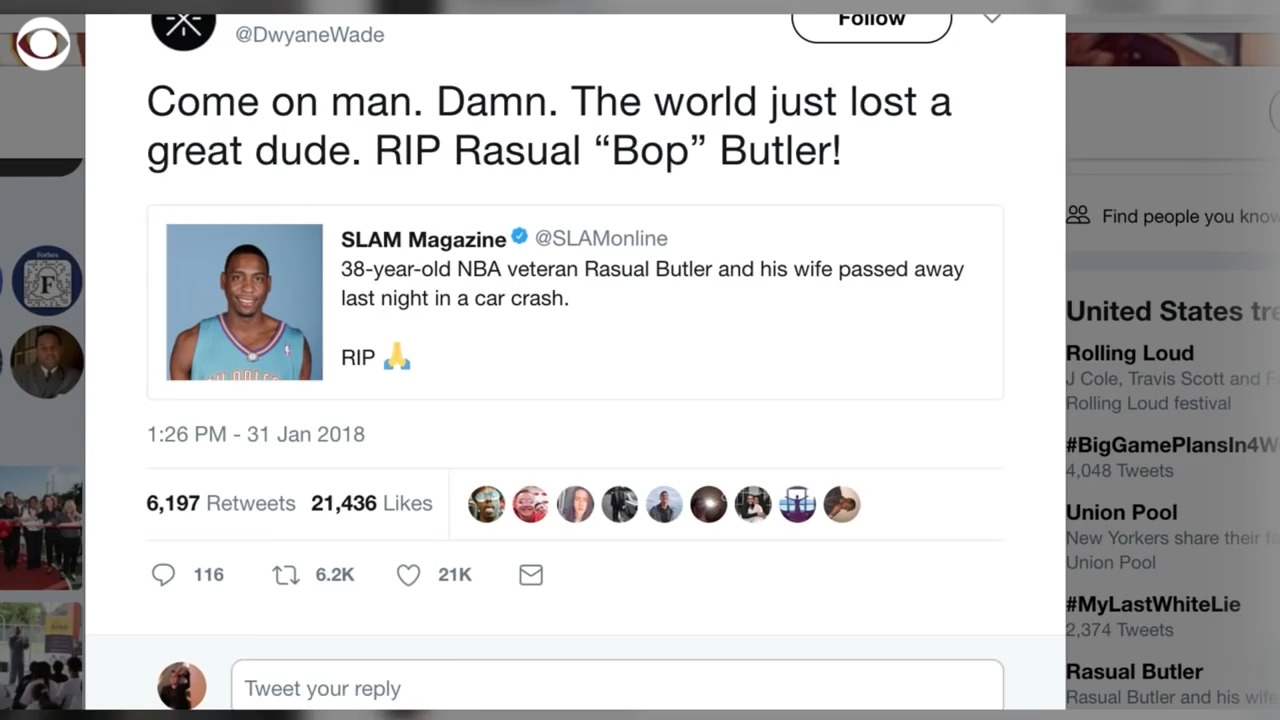 @DwyaneWade
Follow
Come on man. Damn. The world just lost a
great dude. RIP Rasual “Bop” Butler!
SLAM Magazine @SLAMonline
38-year-old NBA veteran Rasual Butler and his wife passed away
last night in a car crash.
RIP 🙏
1:26 PM - 31 Jan 2018
6,197 Retweets 21,436 Likes
116 6.2K 21K
Tweet your reply
Forbes
F
Find people you know
United States tre
Rolling Loud
J Cole, Travis Scott and F
Rolling Loud festival
#BigGamePlansIn4W
4,048 Tweets
Union Pool
New Yorkers share their fa
Union Pool
#MyLastWhiteLie
2,374 Tweets
Rasual Butler
Rasual Butler and his wife